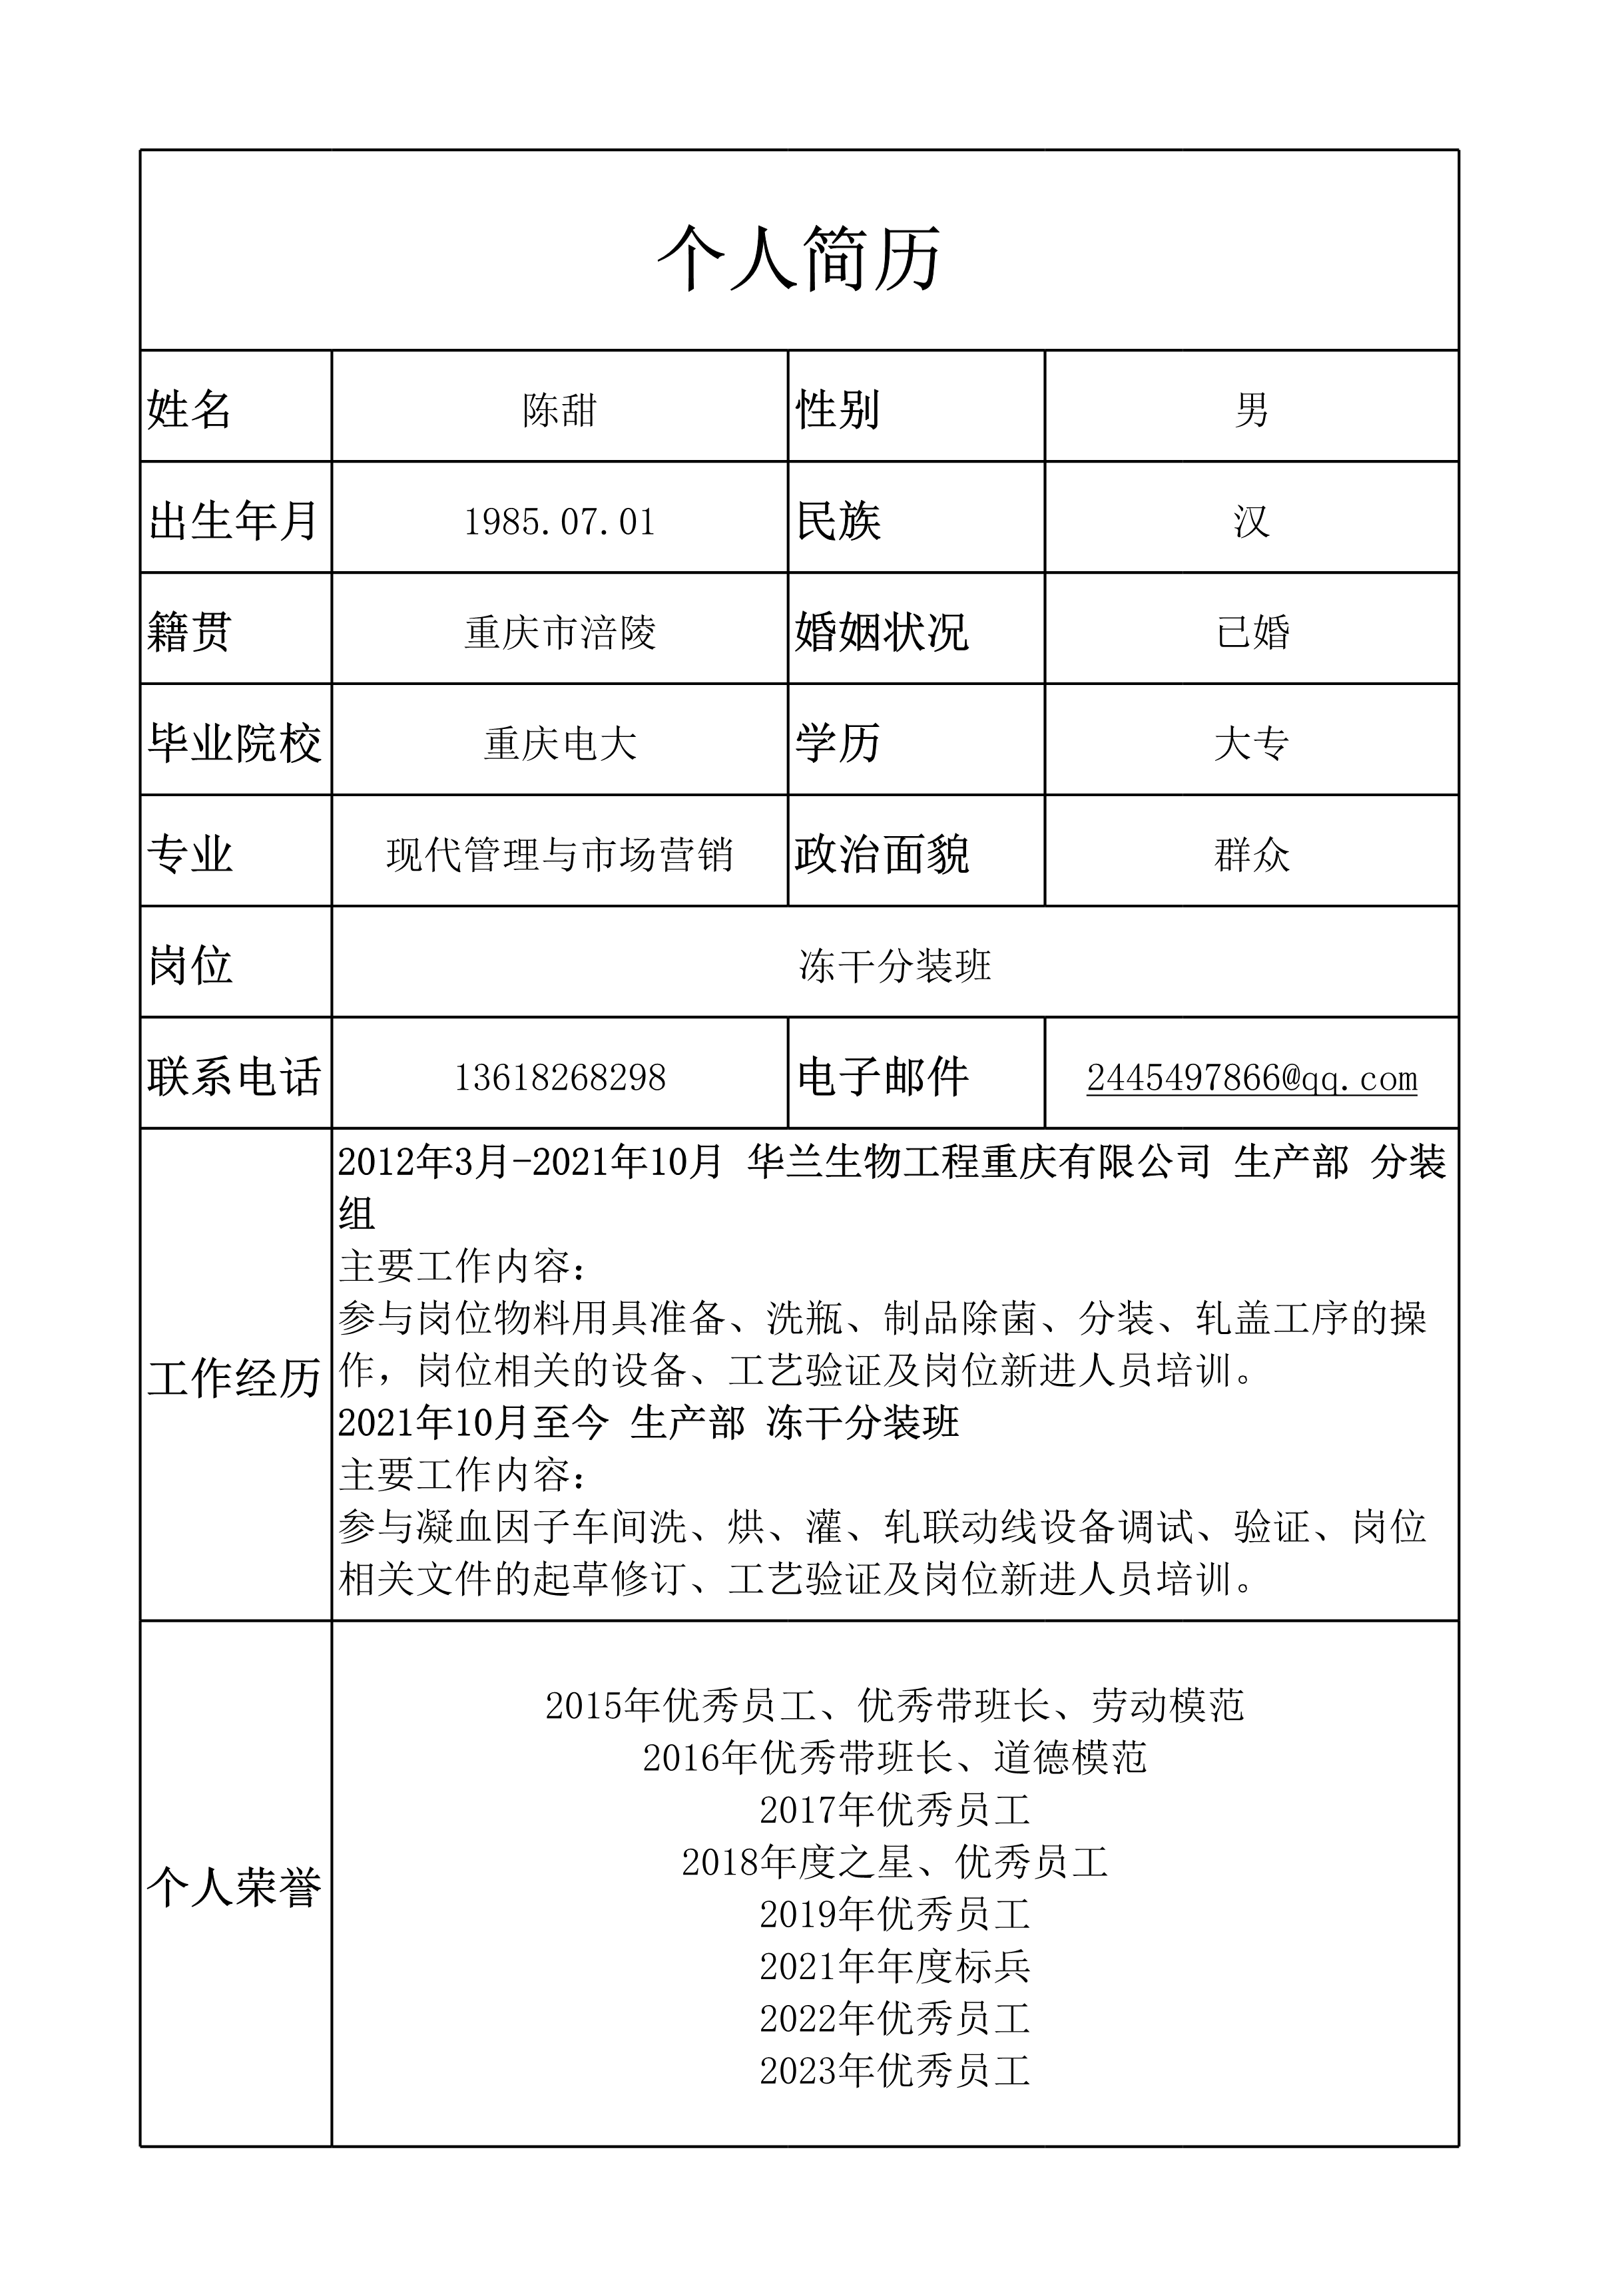 个人简历
姓名 陈甜 性别 男
出生年月 1985.07.01 民族 汉
籍贯 重庆市涪陵 婚姻状况 已婚
毕业院校 重庆电大 学历 大专
专业 现代管理与市场营销 政治面貌 群众
岗位 冻干分装班
联系电话 13618268298 电子邮件 2445497866@qq.com
工作经历
2012年3月-2021年10月 华兰生物工程重庆有限公司 生产部 分装
组
主要工作内容：
参与岗位物料用具准备、洗瓶、制品除菌、分装、轧盖工序的操
作，岗位相关的设备、工艺验证及岗位新进人员培训。
2021年10月至今 生产部 冻干分装班
主要工作内容：
参与凝血因子车间洗、烘、灌、轧联动线设备调试、验证、岗位
相关文件的起草修订、工艺验证及岗位新进人员培训。
个人荣誉
2015年优秀员工、优秀带班长、劳动模范
2016年优秀带班长、道德模范
2017年优秀员工
2018年度之星、优秀员工
2019年优秀员工
2021年年度标兵
2022年优秀员工
2023年优秀员工